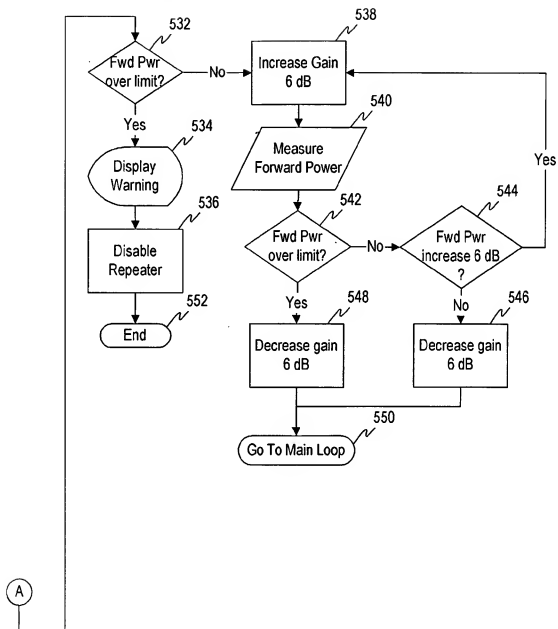 532
Fwd Pwr
over limit?
No
Yes
534
Display
Warning
536
Disable
Repeater
552
End
538
Increase Gain
6 dB
540
Measure
Forward Power
542
Fwd Pwr
over limit?
No
Yes
544
Fwd Pwr
increase 6 dB
?
Yes
No
548
Decrease gain
6 dB
546
Decrease gain
6 dB
550
Go To Main Loop
A